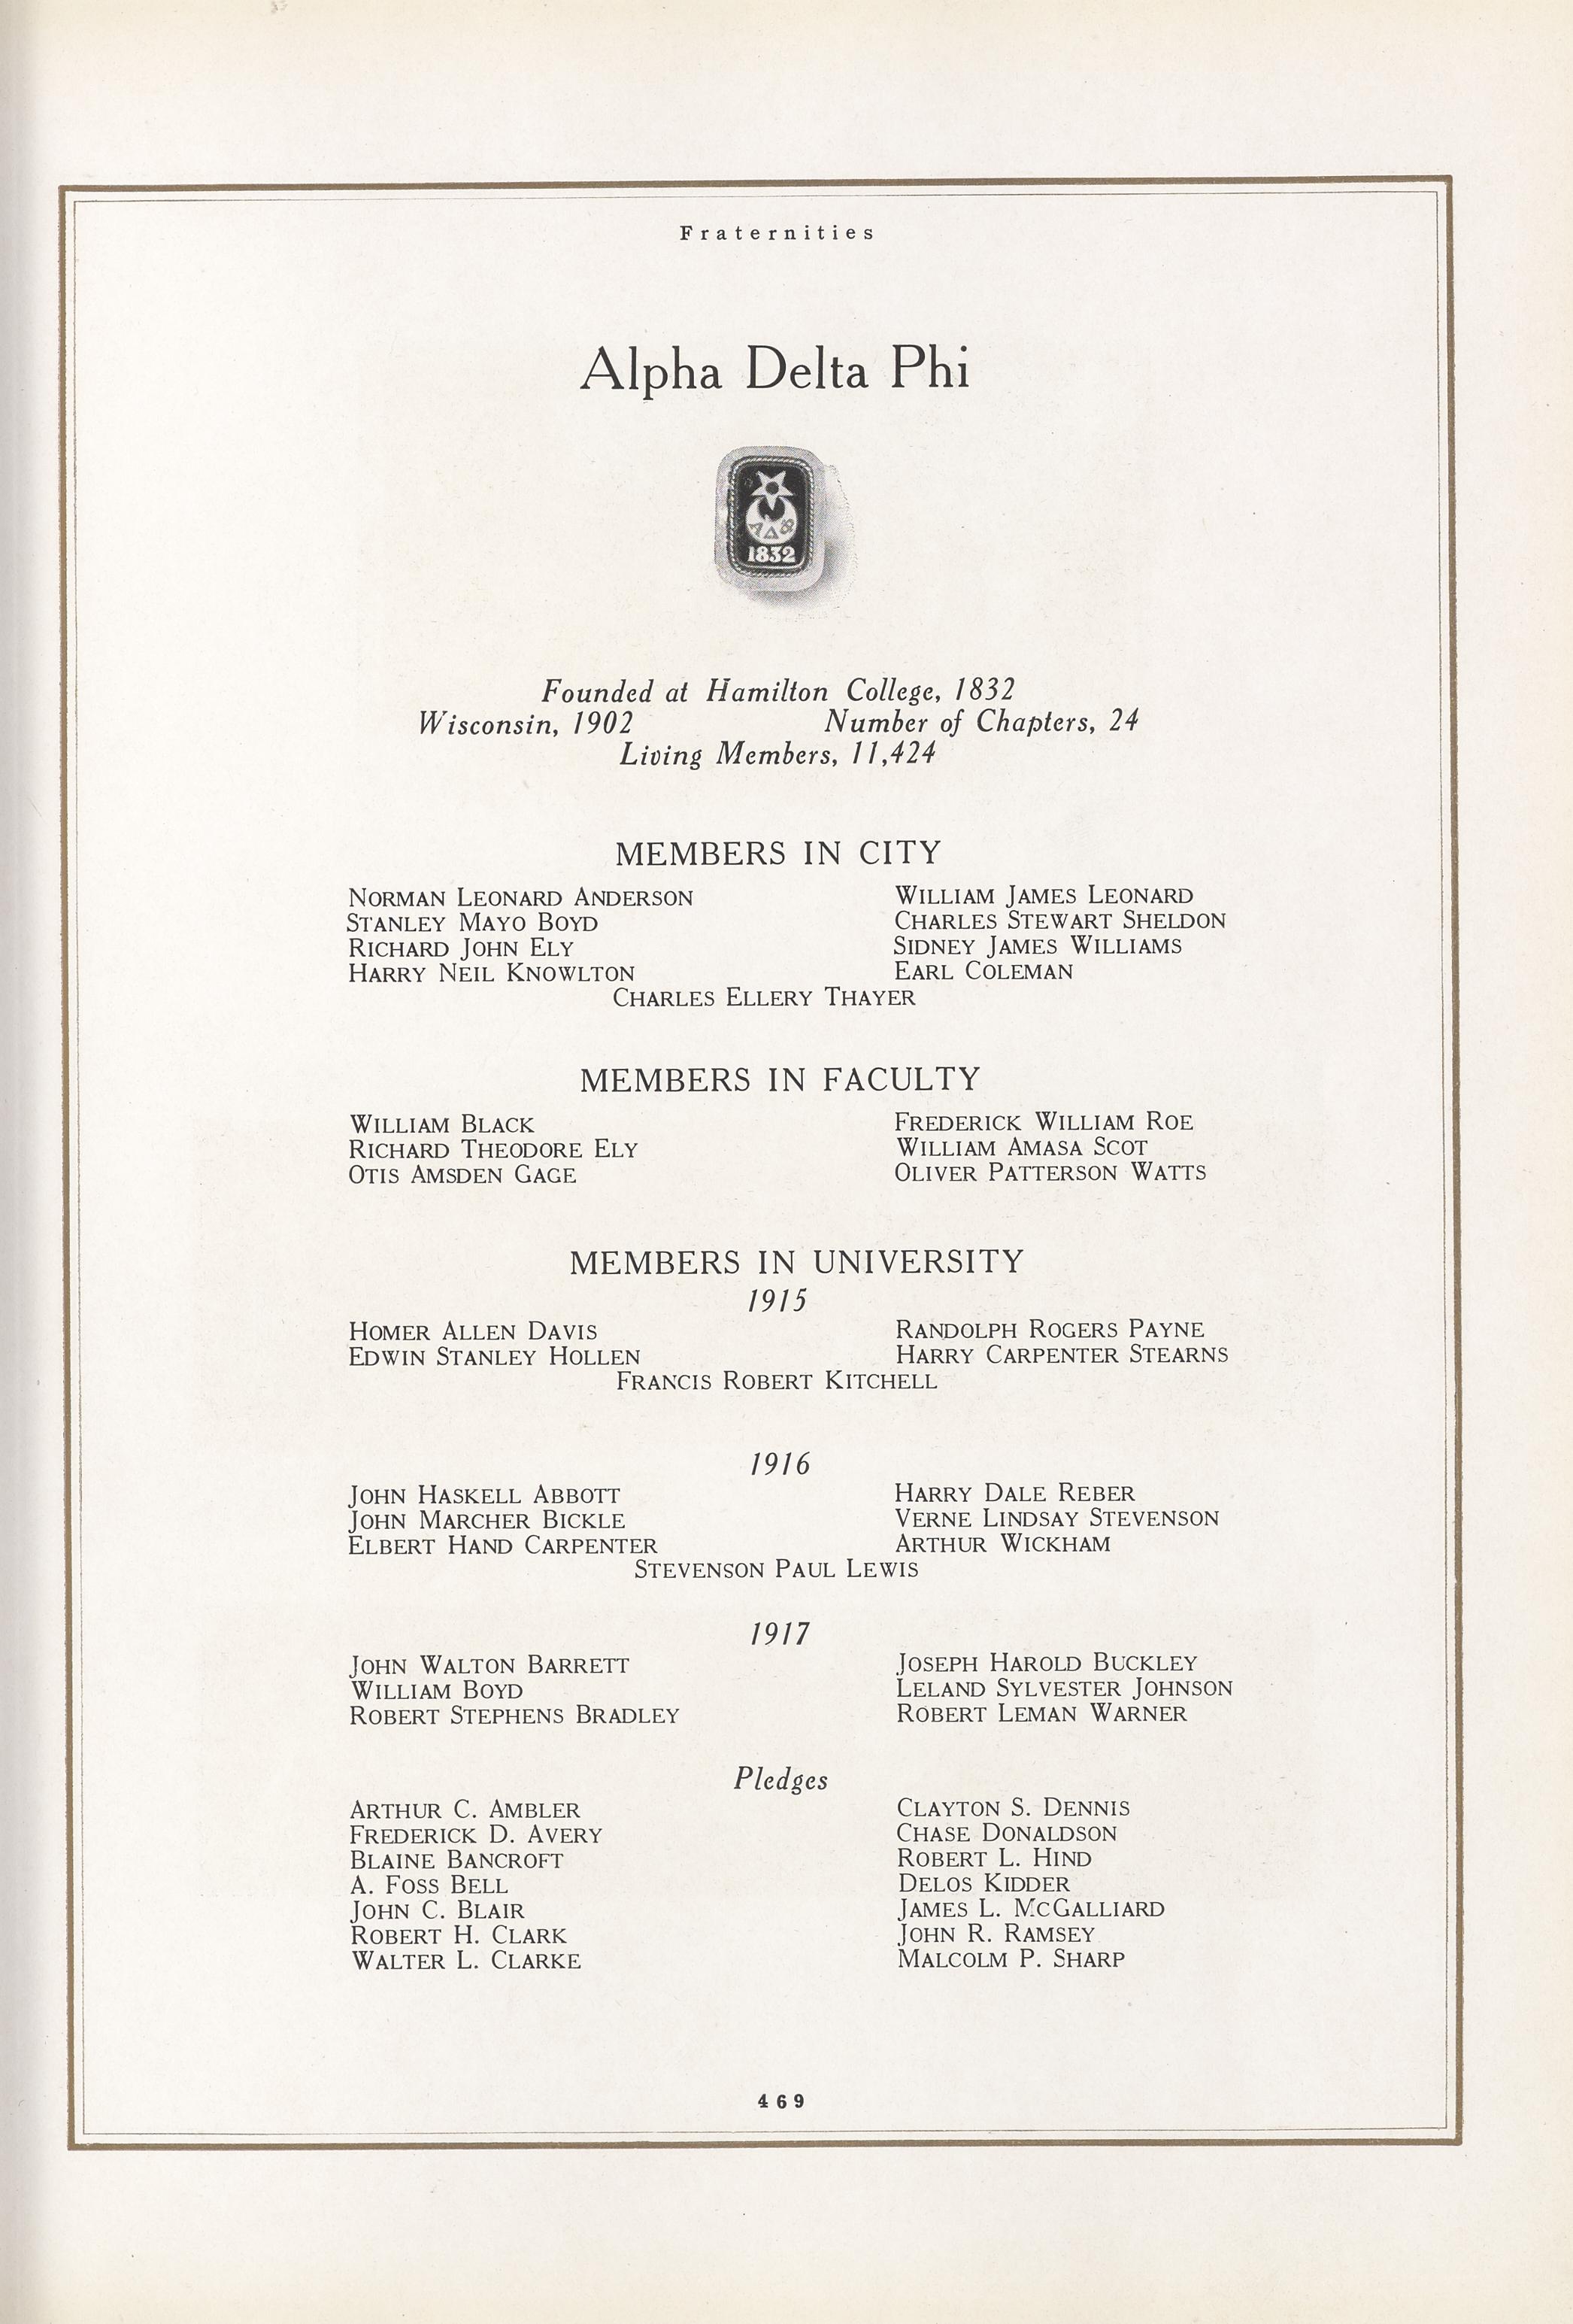 Fraternities
Alpha Delta Phi
ΑΔΦ
1832
Founded at Hamilton College, 1832
Wisconsin, 1902 Number of Chapters, 24
Living Members, 11,424
MEMBERS IN CITY
NORMAN LEONARD ANDERSON WILLIAM JAMES LEONARD
STANLEY MAYO BOYD CHARLES STEWART SHELDON
RICHARD JOHN ELY SIDNEY JAMES WILLIAMS
HARRY NEIL KNOWLTON EARL COLEMAN
CHARLES ELLERY THAYER
MEMBERS IN FACULTY
WILLIAM BLACK FREDERICK WILLIAM ROE
RICHARD THEODORE ELY WILLIAM AMASA SCOT
OTIS AMSDEN GAGE OLIVER PATTERSON WATTS
MEMBERS IN UNIVERSITY
1915
HOMER ALLEN DAVIS RANDOLPH ROGERS PAYNE
EDWIN STANLEY HOLLEN HARRY CARPENTER STEARNS
FRANCIS ROBERT KITCHELL
1916
JOHN HASKELL ABBOTT HARRY DALE REBER
JOHN MARCHER BICKLE VERNE LINDSAY STEVENSON
ELBERT HAND CARPENTER ARTHUR WICKHAM
STEVENSON PAUL LEWIS
1917
JOHN WALTON BARRETT JOSEPH HAROLD BUCKLEY
WILLIAM BOYD LELAND SYLVESTER JOHNSON
ROBERT STEPHENS BRADLEY ROBERT LEMAN WARNER
Pledges
ARTHUR C. AMBLER CLAYTON S. DENNIS
FREDERICK D. AVERY CHASE DONALDSON
BLAINE BANCROFT ROBERT L. HIND
A. FOSS BELL DELOS KIDDER
JOHN C. BLAIR JAMES L. MCGALLIARD
ROBERT H. CLARK JOHN R. RAMSEY
WALTER L. CLARKE MALCOLM P. SHARP
469